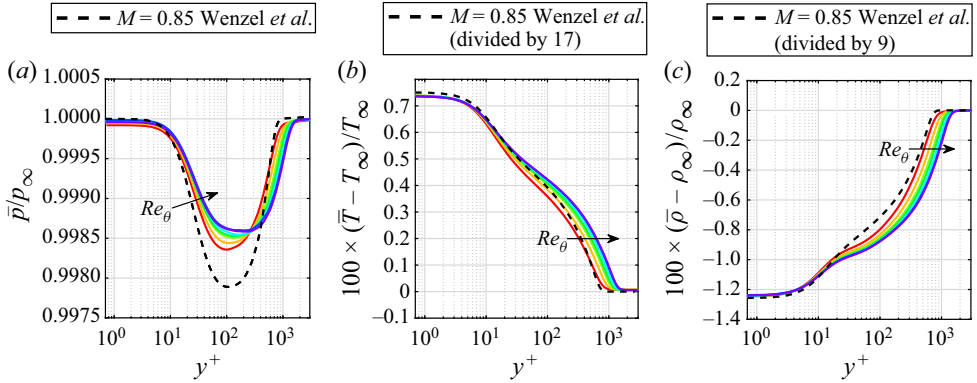 M = 0.85 Wenzel et al.
M = 0.85 Wenzel et al.
(divided by 17)
M = 0.85 Wenzel et al.
(divided by 9)
(a)
1.0005
1.0000
0.9995
0.9990
0.9985
0.9980
0.9975
p̄/p∞
Reθ
10⁰ 10¹ 10² 10³
y⁺
(b)
0.7
0.6
0.5
0.4
0.3
0.2
0.1
0
−0.1
100 × (T̄ − T∞)/T∞
Reθ
10⁰ 10¹ 10² 10³
y⁺
(c)
0.2
0
−0.2
−0.4
−0.6
−0.8
−1.0
−1.2
−1.4
100 × (ρ̄ − ρ∞)/ρ∞
Reθ
10⁰ 10¹ 10² 10³
y⁺